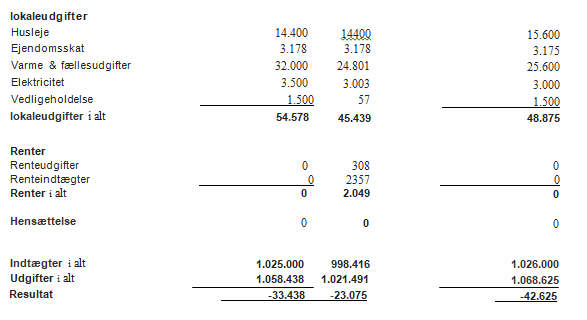 lokaleudgifter
Husleje 14.400 14400 15.600
Ejendomsskat 3.178 3.178 3.175
Varme & fællesudgifter 32.000 24.801 25.600
Elektricitet 3.500 3.003 3.000
Vedligeholdelse 1.500 57 1.500
lokaleudgifter i alt 54.578 45.439 48.875
Renter
Renteudgifter 0 308 0
Renteindtægter 0 2357 0
Renter i alt 0 2.049 0
Hensættelse 0 0 0
Indtægter i alt 1.025.000 998.416 1.026.000
Udgifter i alt 1.058.438 1.021.491 1.068.625
Resultat -33.438 -23.075 -42.625